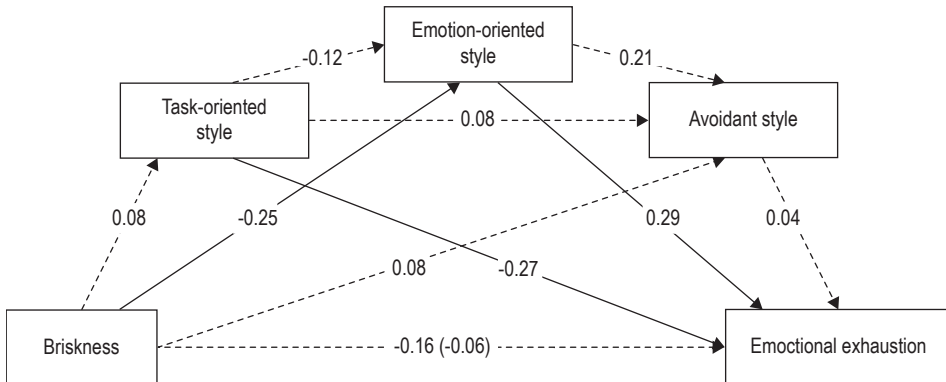 Emotion-oriented
style
-0.12
0.21
Task-oriented
style
0.08
Avoidant style
0.08
-0.25
0.29
0.04
0.08
-0.27
Briskness
-0.16 (-0.06)
Emoctional exhaustion